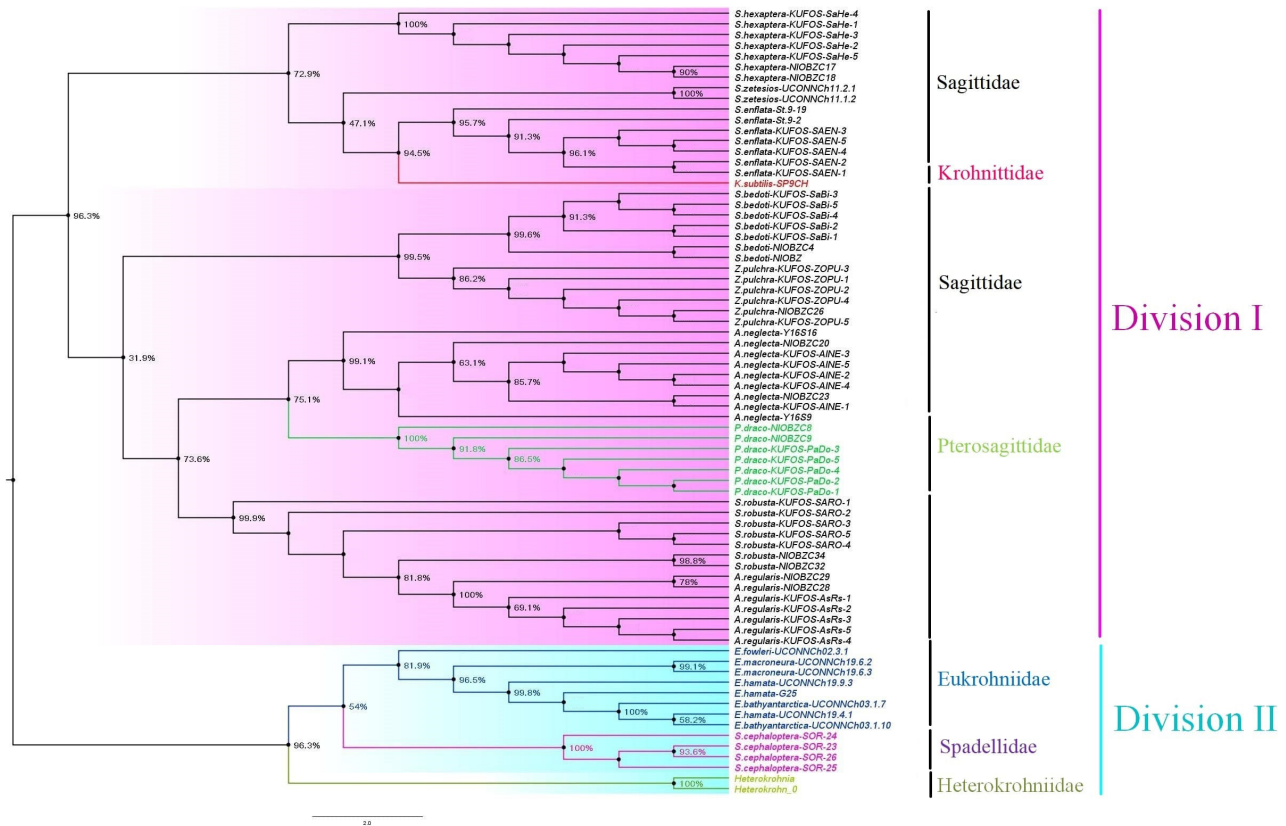 S.hexaptera-KUFOS-SaHe-4
100%
S.hexaptera-KUFOS-SaHe-1
S.hexaptera-KUFOS-SaHe-3
S.hexaptera-KUFOS-SaHe-2
S.hexaptera-KUFOS-SaHe-5
S.hexaptera-NIOBZC17
90%
S.hexaptera-NIOBZC18
72.9%
Sagittidae
S.zetesios-UCONNCh11.2.1
100%
S.zetesios-UCONNCh11.1.2
47.1%
S.enflata-St.9-19
95.7%
S.enflata-St.9-2
91.3%
S.enflata-KUFOS-SAEN-3
S.enflata-KUFOS-SAEN-5
96.1%
S.enflata-KUFOS-SAEN-4
94.5%
S.enflata-KUFOS-SAEN-2
S.enflata-KUFOS-SAEN-1
Krohnittidae
K.subtilis-SP9CH
96.3%
S.bedoti-KUFOS-SaBi-3
S.bedoti-KUFOS-SaBi-5
91.3%
S.bedoti-KUFOS-SaBi-4
S.bedoti-KUFOS-SaBi-2
99.6%
S.bedoti-KUFOS-SaBi-1
S.bedoti-NIOBZC4
99.5%
S.bedoti-NIOBZ
Z.pulchra-KUFOS-ZOPU-3
86.2%
Z.pulchra-KUFOS-ZOPU-1
Sagittidae
Z.pulchra-KUFOS-ZOPU-2
Z.pulchra-KUFOS-ZOPU-4
Z.pulchra-NIOBZC26
Z.pulchra-KUFOS-ZOPU-5
Division I
31.9%
A.neglecta-Y16S16
99.1%
A.neglecta-NIOBZC20
63.1%
A.neglecta-KUFOS-AINE-3
A.neglecta-KUFOS-AINE-5
85.7%
A.neglecta-KUFOS-AINE-2
A.neglecta-KUFOS-AINE-4
75.1%
A.neglecta-NIOBZC23
A.neglecta-KUFOS-AINE-1
A.neglecta-Y16S9
P.draco-NIOBZC8
100%
P.draco-NIOBZC9
91.8%
P.draco-KUFOS-PaDo-3
Pterosagittidae
86.5%
P.draco-KUFOS-PaDo-5
73.6%
P.draco-KUFOS-PaDo-4
P.draco-KUFOS-PaDo-2
P.draco-KUFOS-PaDo-1
S.robusta-KUFOS-SARO-1
99.9%
S.robusta-KUFOS-SARO-2
S.robusta-KUFOS-SARO-3
S.robusta-KUFOS-SARO-5
S.robusta-KUFOS-SARO-4
S.robusta-NIOBZC34
98.8%
S.robusta-NIOBZC32
81.8%
A.regularis-NIOBZC29
78%
A.regularis-NIOBZC28
100%
A.regularis-KUFOS-AsRs-1
69.1%
A.regularis-KUFOS-AsRs-2
A.regularis-KUFOS-AsRs-3
A.regularis-KUFOS-AsRs-5
A.regularis-KUFOS-AsRs-4
E.fowleri-UCONNCh02.3.1
81.9%
E.macroneura-UCONNCh19.6.2
99.1%
E.macroneura-UCONNCh19.6.3
96.5%
E.hamata-UCONNCh19.9.3
Eukrohniidae
99.8%
E.hamata-G25
54%
E.bathyantarctica-UCONNCh03.1.7
100%
E.hamata-UCONNCh19.4.1
58.2%
E.bathyantarctica-UCONNCh03.1.10
Division II
S.cephaloptera-SOR-24
100%
S.cephaloptera-SOR-23
Spadellidae
93.6%
S.cephaloptera-SOR-26
S.cephaloptera-SOR-25
96.3%
Heterokrohnia
100%
Heterokrohn_0
Heterokrohniidae
2.0